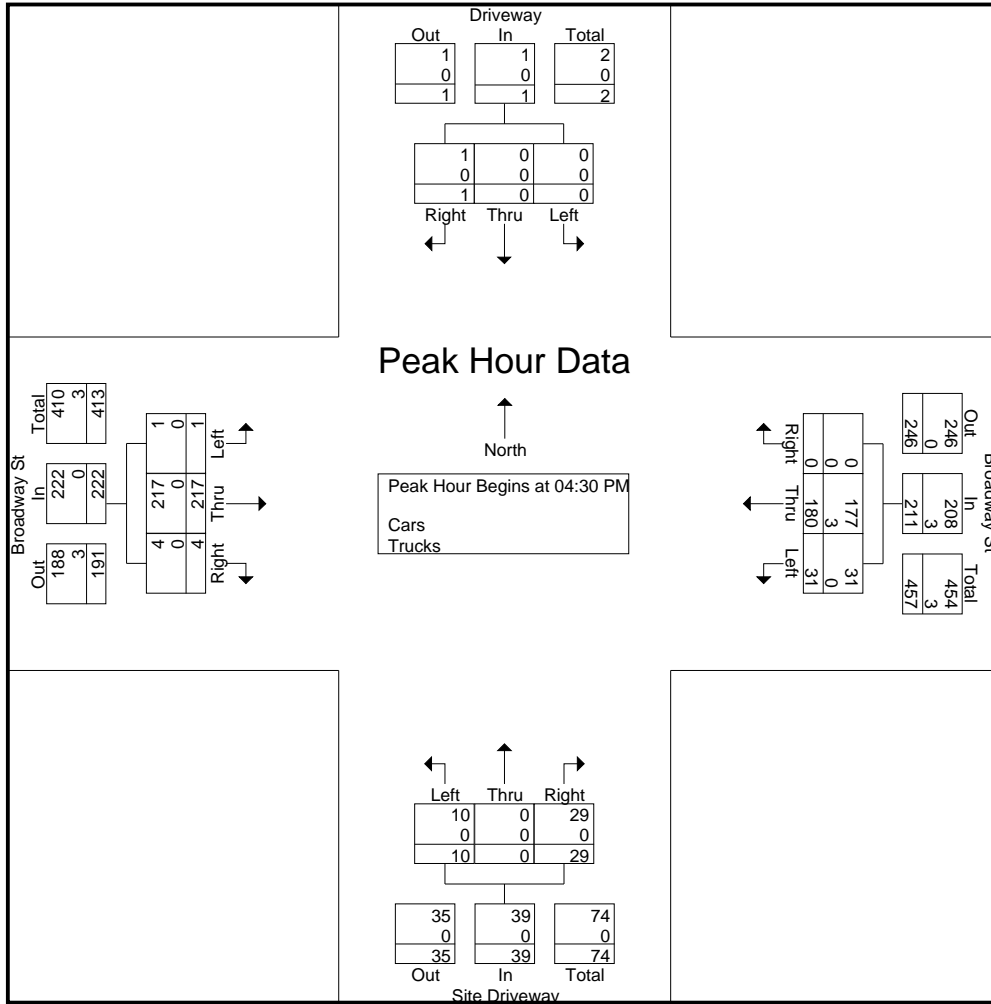 Driveway
Out In Total
1 1 2
0 0 0
1 1 2
1 0 0
0 0 0
1 0 0
Right Thru Left
Peak Hour Data
North
Peak Hour Begins at 04:30 PM
Cars
Trucks
Broadway St
Total In Out
410 222 188
3 0 3
413 222 191
1 217 4
0 0 0
1 217 4
Left Thru Right
Broadway St
Out In Total
246 208 454
0 3 3
246 211 457
0 177 31
0 3 0
0 180 31
Right Thru Left
Left Thru Right
10 0 29
0 0 0
10 0 29
35 39 74
0 0 0
35 39 74
Out In Total
Site Driveway